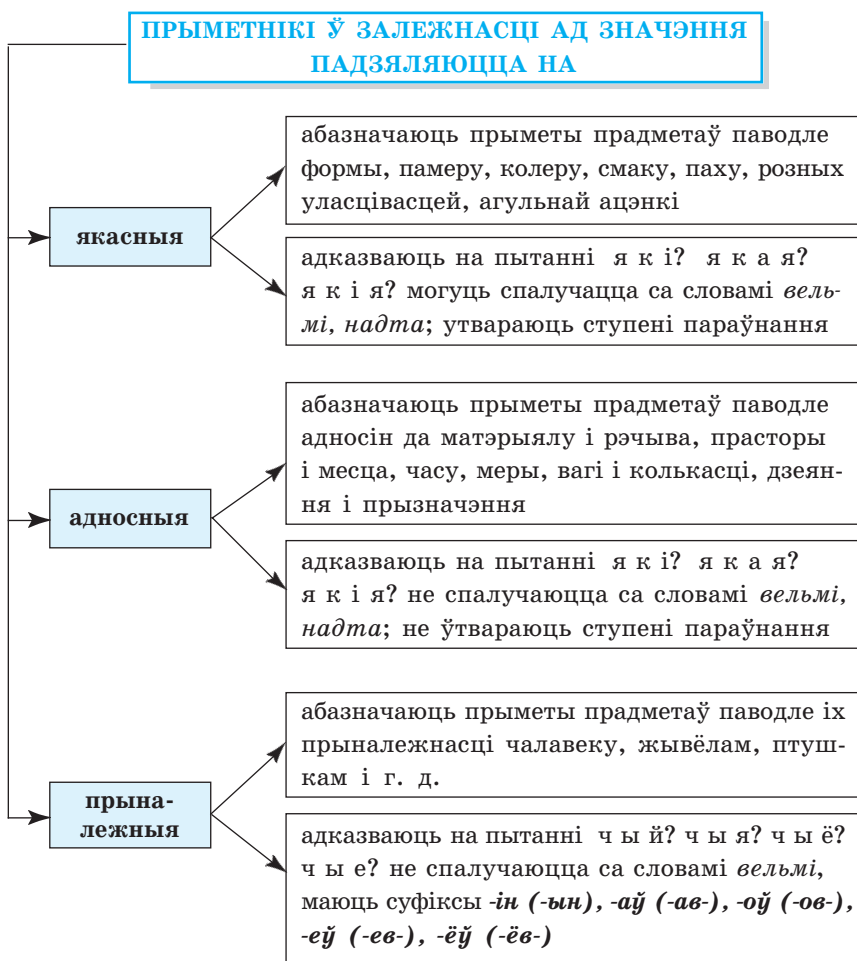 ПРЫМЕТНІКІ Ў ЗАЛЕЖНАСЦІ АД ЗНАЧЭННЯ
ПАДЗЯЛЯЮЦЦА НА
якасныя
абазначаюць прыметы прадметаў паводле
формы, памеру, колеру, смаку, паху, розных
уласцівасцей, агульнай ацэнкі
адказваюць на пытанні я к і? я к а я?
я к і я? могуць спалучацца са словамі вель-
мі, надта; утвараюць ступені параўнання
адносныя
абазначаюць прыметы прадметаў паводле
адносін да матэрыялу і рэчыва, прасторы
і месца, часу, меры, вагі і колькасці, дзеян-
ня і прызначэння
адказваюць на пытанні я к і? я к а я?
я к і я? не спалучаюцца са словамі вельмі,
надта; не ўтвараюць ступені параўнання
прына-
лежныя
абазначаюць прыметы прадметаў паводле іх
прыналежнасці чалавеку, жывёлам, птуш-
кам і г. д.
адказваюць на пытанні ч ы й? ч ы я? ч ы ё?
ч ы е? не спалучаюцца са словамі вельмі,
маюць суфіксы -ін (-ын), -аў (-ав-), -оў (-ов-),
-еў (-ев-), -ёў (-ёв-)